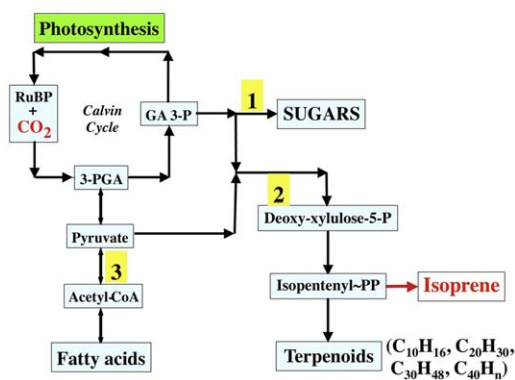 Photosynthesis
RuBP
+
CO₂
Calvin
Cycle
GA 3-P
1
SUGARS
3-PGA
2
Deoxy-xylulose-5-P
Pyruvate
3
Acetyl-CoA
Isopentenyl~PP
Isoprene
Fatty acids
Terpenoids
(C₁₀H₁₆, C₂₀H₃₀,
C₃₀H₄₈, C₄₀Hₙ)